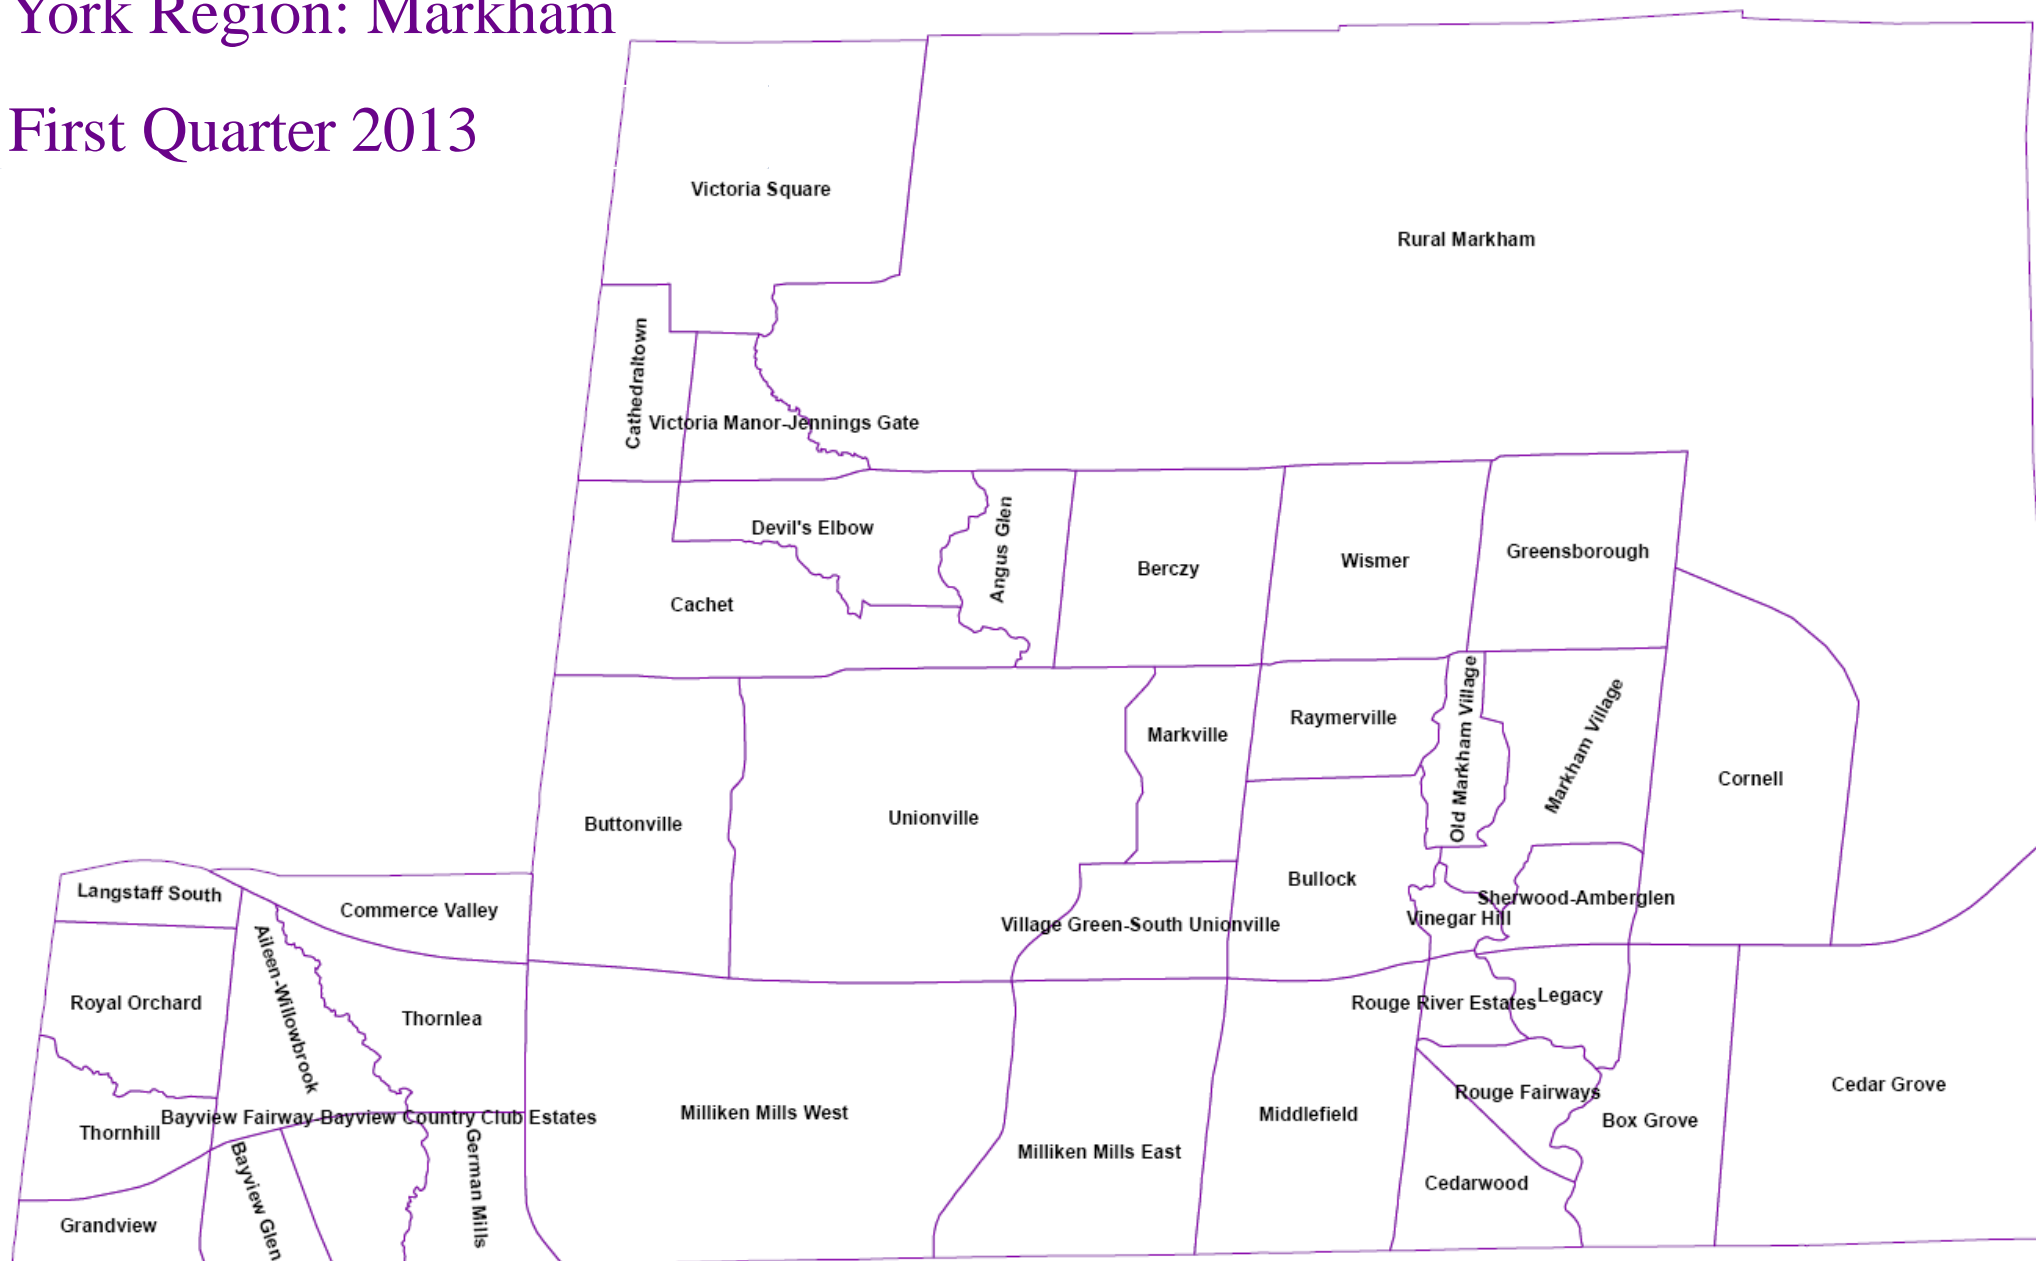 York Region: Markham
First Quarter 2013
Victoria Square
Rural Markham
Cathedraltown
Victoria Manor-Jennings Gate
Devil's Elbow
Angus Glen
Berczy
Wismer
Greensborough
Cachet
Raymerville
Old Markham Village
Markham Village
Markville
Cornell
Buttonville
Unionville
Bullock
Langstaff South
Commerce Valley
Village Green-South Unionville
Vinegar Hill
Sherwood-Amberglen
Aileen-Willowbrook
Royal Orchard
Thornlea
Rouge River Estates
Legacy
Rouge Fairways
Cedar Grove
Thornhill
Bayview Fairway-Bayview Country Club Estates
Milliken Mills West
Milliken Mills East
Middlefield
Box Grove
Cedarwood
Grandview
Bayview Glen
German Mills